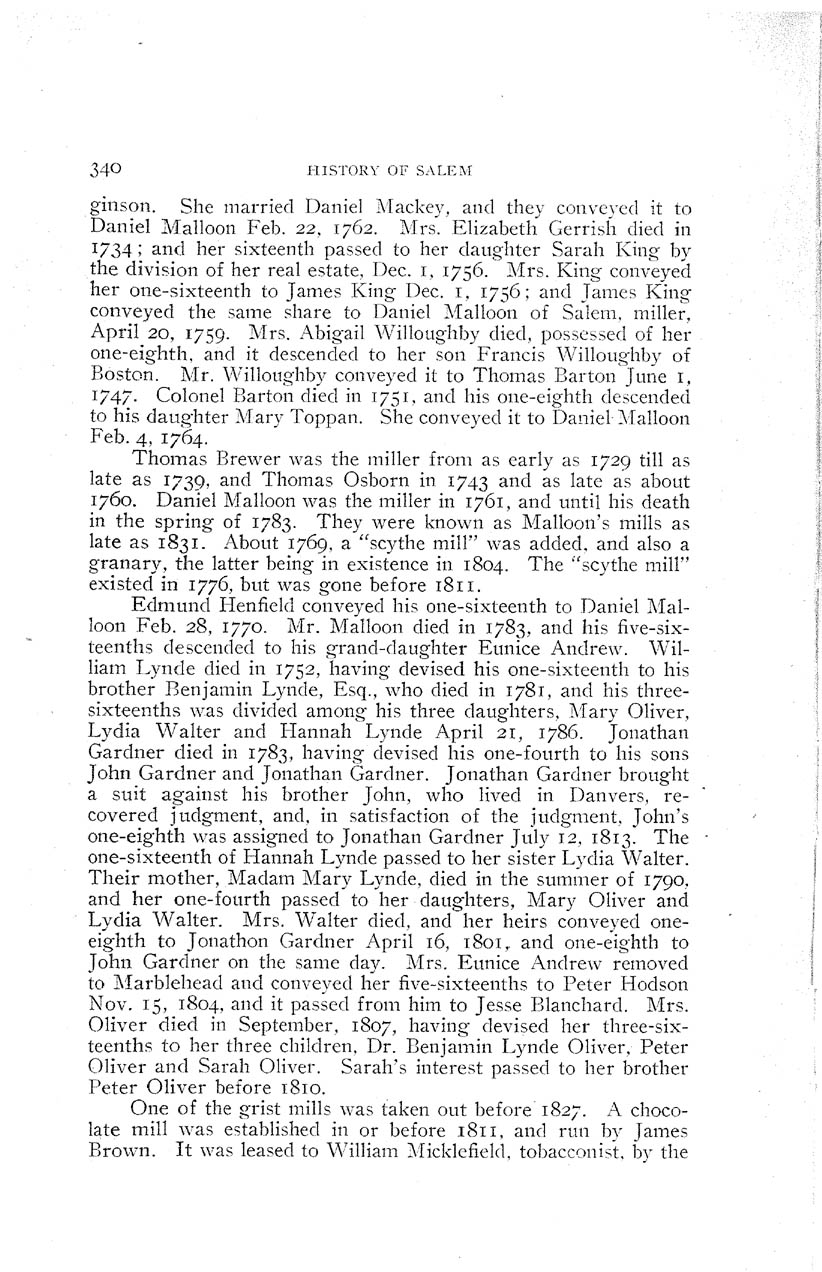 340 HISTORY OF SALEM
ginson. She married Daniel Mackey, and they conveyed it to
Daniel Malloon Feb. 22, 1762. Mrs. Elizabeth Gerrish died in
1734; and her sixteenth passed to her daughter Sarah King by
the division of her real estate, Dec. 1, 1756. Mrs. King conveyed
her one-sixteenth to James King Dec. 1, 1756; and James King
conveyed the same share to Daniel Malloon of Salem, miller,
April 20, 1759. Mrs. Abigail Willoughby died, possessed of her
one-eighth, and it descended to her son Francis Willoughby of
Boston. Mr. Willoughby conveyed it to Thomas Barton June 1,
1747. Colonel Barton died in 1751, and his one-eighth descended
to his daughter Mary Toppan. She conveyed it to Daniel Malloon
Feb. 4, 1764.
Thomas Brewer was the miller from as early as 1729 till as
late as 1739, and Thomas Osborn in 1743 and as late as about
1760. Daniel Malloon was the miller in 1761, and until his death
in the spring of 1783. They were known as Malloon's mills as
late as 1831. About 1769, a "scythe mill" was added, and also a
granary, the latter being in existence in 1804. The "scythe mill"
existed in 1776, but was gone before 1811.
Edmund Henfield conveyed his one-sixteenth to Daniel Mal-
loon Feb. 28, 1770. Mr. Malloon died in 1783, and his five-six-
teenths descended to his grand-daughter Eunice Andrew. Wil-
liam Lynde died in 1752, having devised his one-sixteenth to his
brother Benjamin Lynde, Esq., who died in 1781, and his three-
sixteenths was divided among his three daughters, Mary Oliver,
Lydia Walter and Hannah Lynde April 21, 1786. Jonathan
Gardner died in 1783, having devised his one-fourth to his sons
John Gardner and Jonathan Gardner. Jonathan Gardner brought
a suit against his brother John, who lived in Danvers, re-
covered judgment, and, in satisfaction of the judgment, John's
one-eighth was assigned to Jonathan Gardner July 12, 1813. The
one-sixteenth of Hannah Lynde passed to her sister Lydia Walter.
Their mother, Madam Mary Lynde, died in the summer of 1790,
and her one-fourth passed to her daughters, Mary Oliver and
Lydia Walter. Mrs. Walter died, and her heirs conveyed one-
eighth to Jonathon Gardner April 16, 1801, and one-eighth to
John Gardner on the same day. Mrs. Eunice Andrew removed
to Marblehead and conveyed her five-sixteenths to Peter Hodson
Nov. 15, 1804, and it passed from him to Jesse Blanchard. Mrs.
Oliver died in September, 1807, having devised her three-six-
teenths to her three children, Dr. Benjamin Lynde Oliver, Peter
Oliver and Sarah Oliver. Sarah's interest passed to her brother
Peter Oliver before 1810.
One of the grist mills was taken out before 1827. A choco-
late mill was established in or before 1811, and run by James
Brown. It was leased to William Micklefield, tobacconist, by the